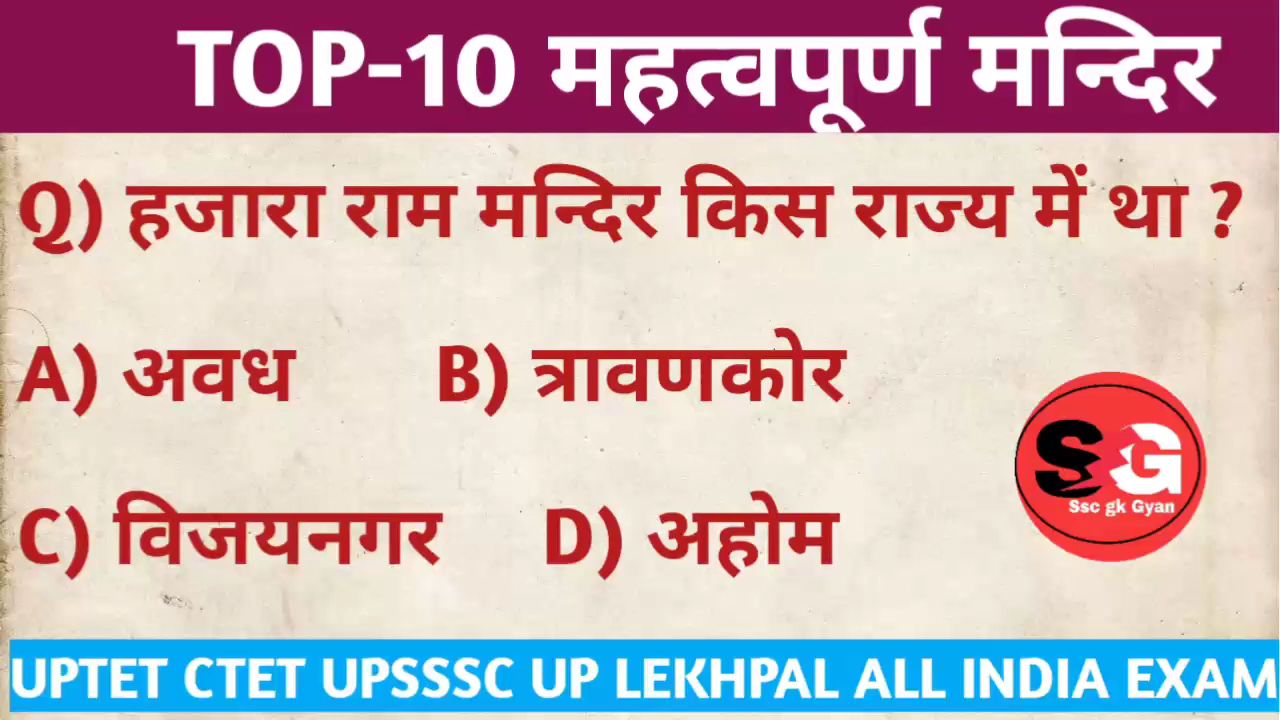 TOP-10 महत्वपूर्ण मन्दिर
Q) हजारा राम मन्दिर किस राज्य में था ?
A) अवध B) त्रावणकोर
C) विजयनगर D) अहोम
SG
Ssc gk Gyan
UPTET CTET UPSSSC UP LEKHPAL ALL INDIA EXAM